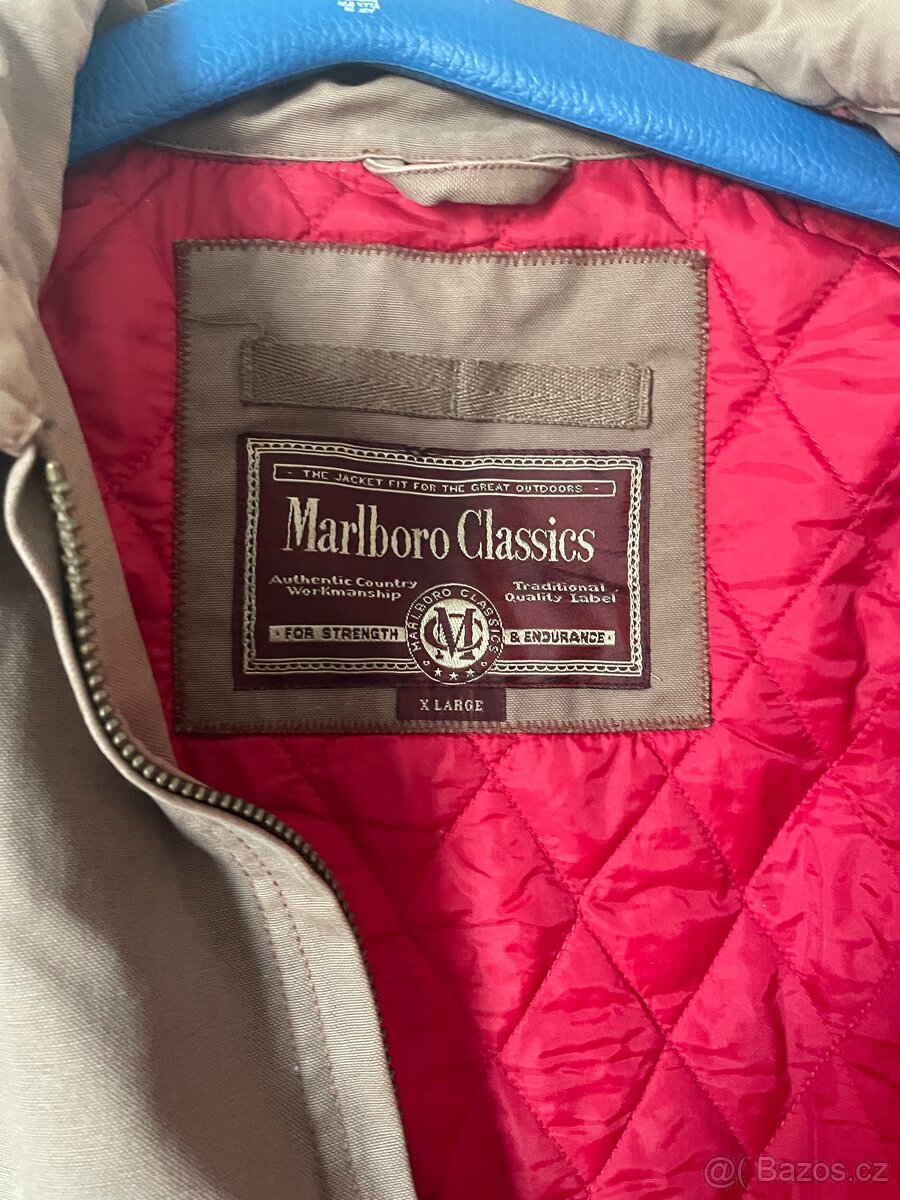 - THE JACKET FIT FOR THE GREAT OUTDOORS -
Marlboro Classics
Authentic Country Workmanship
Traditional Quality Label
• FOR STRENGTH & ENDURANCE •
MARLBORO CLASSICS
MC
X LARGE
@( Bazos.cz